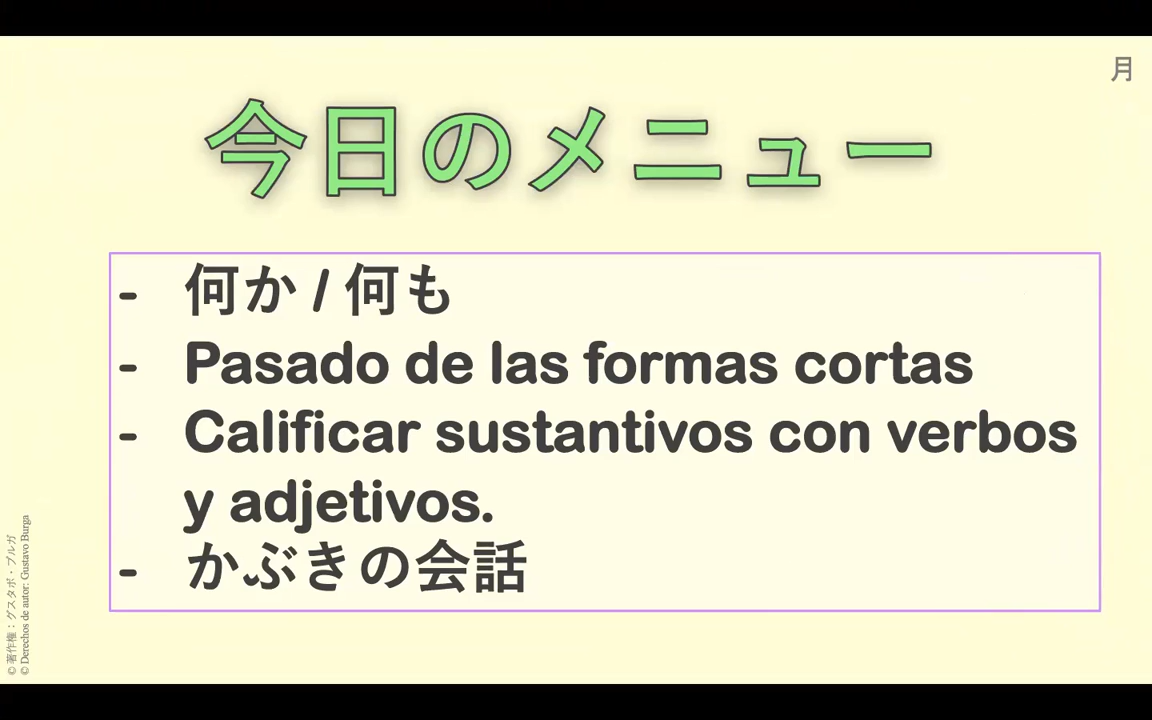 月
今日のメニュー
- 何か / 何も
- Pasado de las formas cortas
- Calificar sustantivos con verbos
y adjetivos.
- かぶきの会話
© 著作権：グスタボ・ブルガ
© Derechos de autor: Gustavo Burga